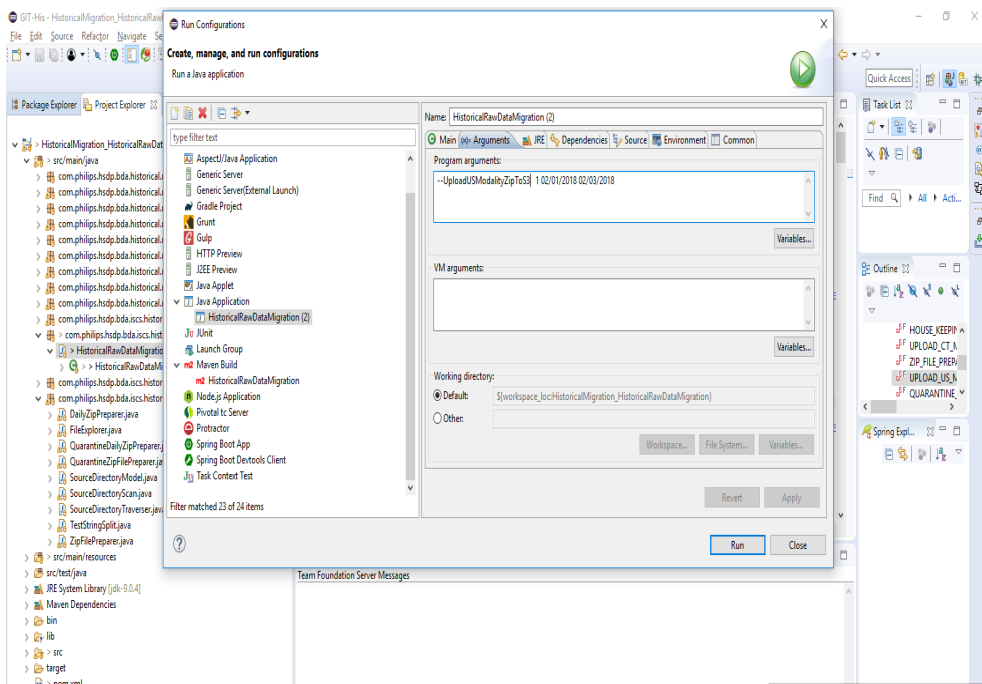 GIT-His - HistoricalMigration_HistoricalRaw
File Edit Source Refactor Navigate Se
Quick Access
Package Explorer Project Explorer
> HistoricalMigration_HistoricalRawDat
> src/main/java
com.philips.hsdp.bda.historical.
com.philips.hsdp.bda.historical.
com.philips.hsdp.bda.historical.
com.philips.hsdp.bda.historical.
com.philips.hsdp.bda.historical.
com.philips.hsdp.bda.historical.
com.philips.hsdp.bda.historical.
com.philips.hsdp.bda.historical.
com.philips.hsdp.bda.historical.
com.philips.hsdp.bda.iscs.histor
> com.philips.hsdp.bda.iscs.hist
> HistoricalRawDataMigratio
> > HistoricalRawDataMi
com.philips.hsdp.bda.iscs.histor
com.philips.hsdp.bda.iscs.histor
DailyZipPreparer.java
FileExplorer.java
QuarantineDailyZipPreparer.j
QuarantineZipFilePreparer.ja
SourceDirectoryModel.java
SourceDirectoryScan.java
SourceDirectoryTraverser.java
TestStringSplit.java
ZipFilePreparer.java
> src/main/resources
src/test/java
JRE System Library [jdk-9.0.4]
Maven Dependencies
bin
lib
> src
target
> pom.xml
Run Configurations
X
Create, manage, and run configurations
Run a Java application
type filter text
AspectJ/Java Application
Generic Server
Generic Server(External Launch)
Gradle Project
Grunt
Gulp
HTTP Preview
J2EE Preview
Java Applet
Java Application
HistoricalRawDataMigration (2)
JUnit
Launch Group
Maven Build
m2 HistoricalRawDataMigration
Node.js Application
Pivotal tc Server
Protractor
Spring Boot App
Spring Boot Devtools Client
Task Context Test
Filter matched 23 of 24 items
Name: HistoricalRawDataMigration (2)
Main (x)= Arguments JRE Dependencies Source Environment Common
Program arguments:
--UploadUSModalityZipToS3 1 02/01/2018 02/03/2018
Variables...
VM arguments:
Variables...
Working directory:
Default: ${workspace_loc:HistoricalMigration_HistoricalRawDataMigration}
Other:
Workspace... File System... Variables...
Revert Apply
Run Close
Team Foundation Server Messages
Task List
Find All Acti...
Outline
HOUSE_KEEPIN
UPLOAD_CT_M
ZIP_FILE_PREPA
UPLOAD_US_M
QUARANTINE_
Spring Expl...